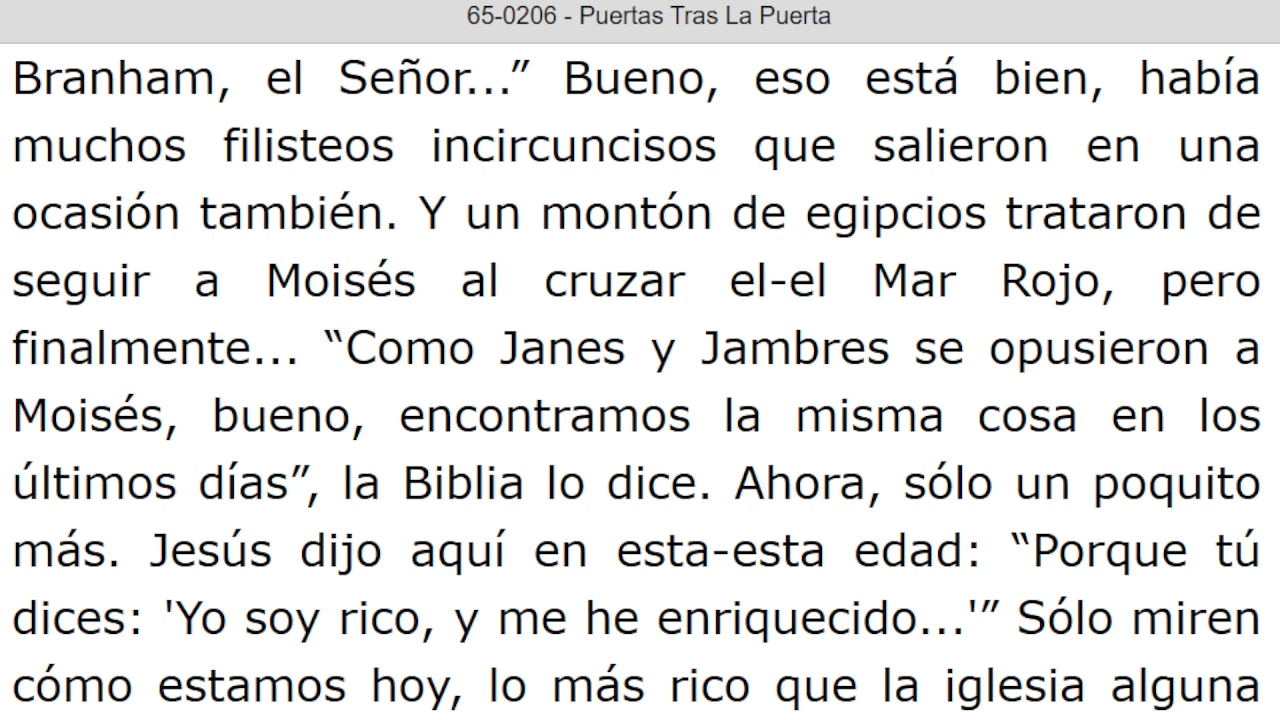 65-0206 - Puertas Tras La Puerta
Branham, el Señor...” Bueno, eso está bien, había
muchos filisteos incircuncisos que salieron en una
ocasión también. Y un montón de egipcios trataron de
seguir a Moisés al cruzar el-el Mar Rojo, pero
finalmente... “Como Janes y Jambres se opusieron a
Moisés, bueno, encontramos la misma cosa en los
últimos días”, la Biblia lo dice. Ahora, sólo un poquito
más. Jesús dijo aquí en esta-esta edad: “Porque tú
dices: 'Yo soy rico, y me he enriquecido...'” Sólo miren
cómo estamos hoy, lo más rico que la iglesia alguna